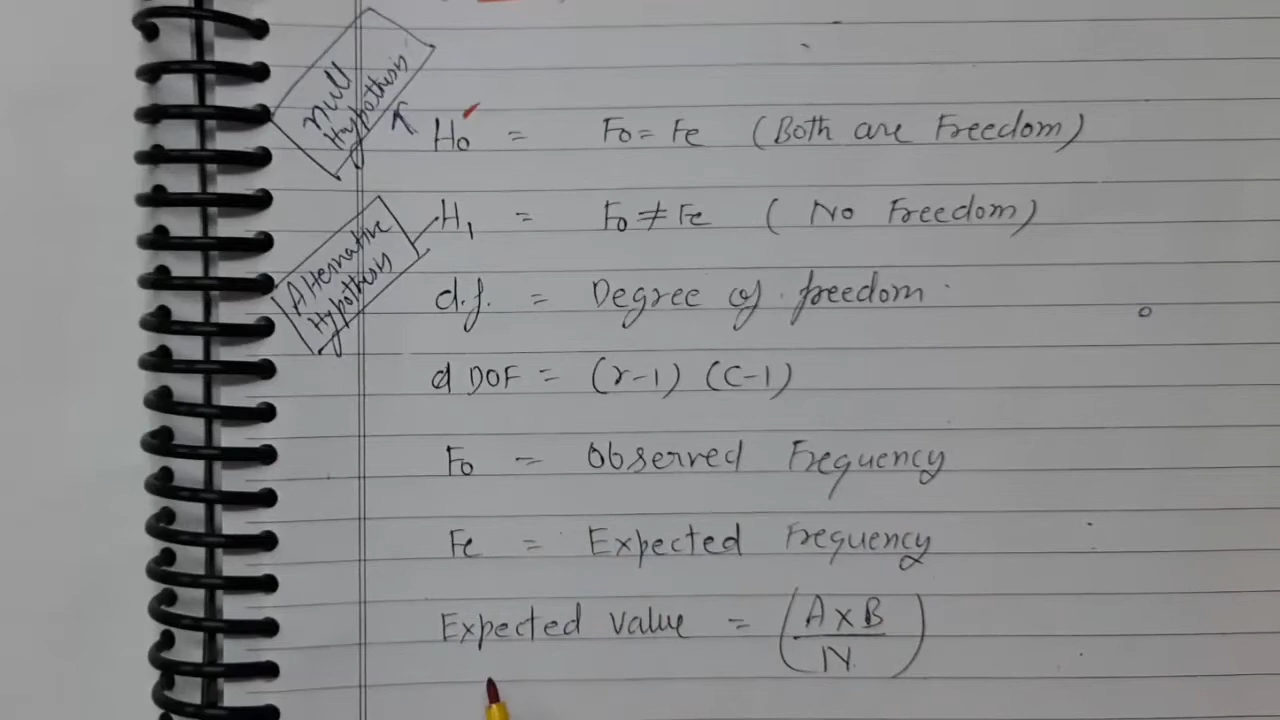 Null
Hypothesis
Ho = Fo = Fe (Both are Freedom)
Alternative
Hypothesis
H1 = Fo ≠ Fe (No Freedom)
d.f. = Degree of freedom
d DOF = (r-1) (C-1)
Fo = Observed Frequency
Fe = Expected Frequency
Expected value = (A×B / N)